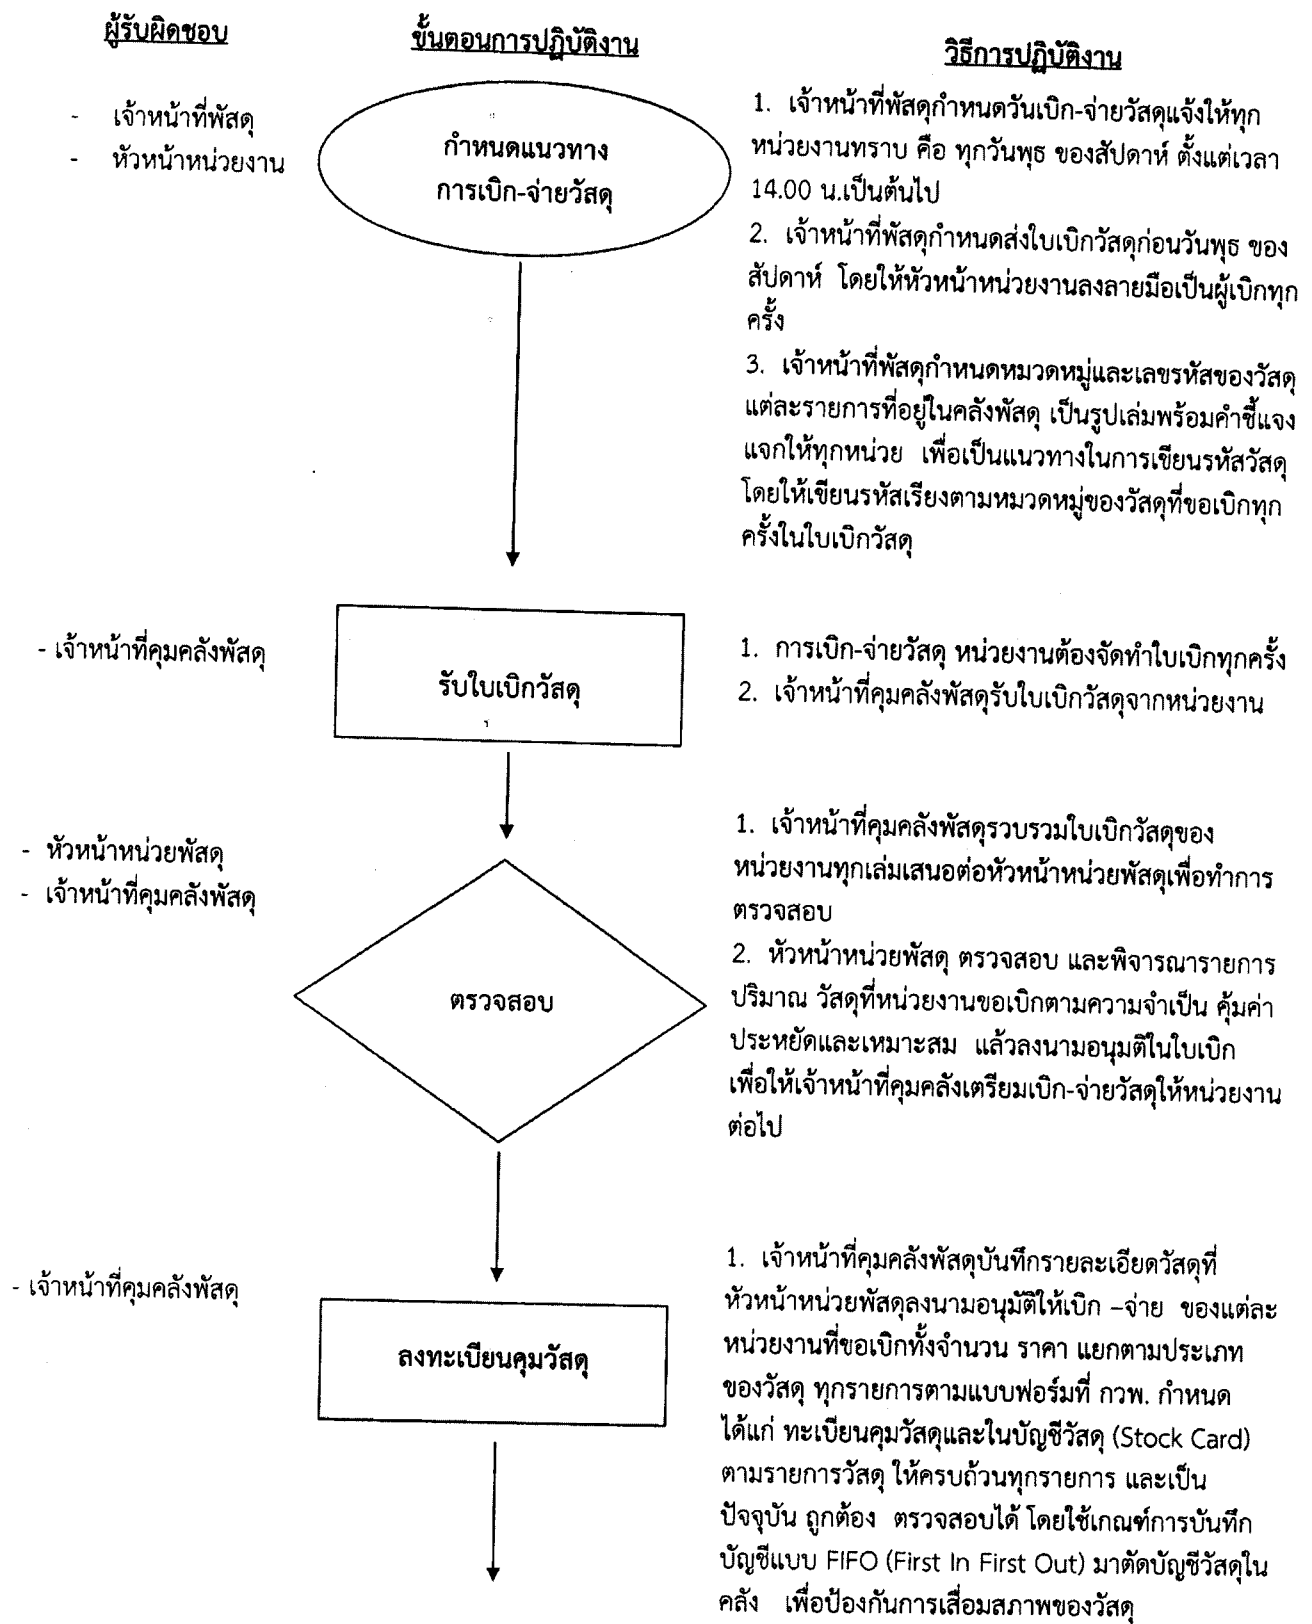 ผู้รับผิดชอบ
ขั้นตอนการปฏิบัติงาน
วิธีการปฏิบัติงาน
- เจ้าหน้าที่พัสดุ
- หัวหน้าหน่วยงาน
กำหนดแนวทาง
การเบิก-จ่ายวัสดุ
1. เจ้าหน้าที่พัสดุกำหนดวันเบิก-จ่ายวัสดุแจ้งให้ทุก
หน่วยงานทราบ คือ ทุกวันพุธ ของสัปดาห์ ตั้งแต่เวลา
14.00 น.เป็นต้นไป
2. เจ้าหน้าที่พัสดุกำหนดส่งใบเบิกวัสดุก่อนวันพุธ ของ
สัปดาห์ โดยให้หัวหน้าหน่วยงานลงลายมือเป็นผู้เบิกทุก
ครั้ง
3. เจ้าหน้าที่พัสดุกำหนดหมวดหมู่และเลขรหัสของวัสดุ
แต่ละรายการที่อยู่ในคลังพัสดุ เป็นรูปเล่มพร้อมคำชี้แจง
แจกให้ทุกหน่วย เพื่อเป็นแนวทางในการเขียนรหัสวัสดุ
โดยให้เขียนรหัสเรียงตามหมวดหมู่ของวัสดุที่ขอเบิกทุก
ครั้งในใบเบิกวัสดุ
- เจ้าหน้าที่คุมคลังพัสดุ
รับใบเบิกวัสดุ
1. การเบิก-จ่ายวัสดุ หน่วยงานต้องจัดทำใบเบิกทุกครั้ง
2. เจ้าหน้าที่คุมคลังพัสดุรับใบเบิกวัสดุจากหน่วยงาน
- หัวหน้าหน่วยพัสดุ
- เจ้าหน้าที่คุมคลังพัสดุ
ตรวจสอบ
1. เจ้าหน้าที่คุมคลังพัสดุรวบรวมใบเบิกวัสดุของ
หน่วยงานทุกเล่มเสนอต่อหัวหน้าหน่วยพัสดุเพื่อทำการ
ตรวจสอบ
2. หัวหน้าหน่วยพัสดุ ตรวจสอบ และพิจารณารายการ
ปริมาณ วัสดุที่หน่วยงานขอเบิกตามความจำเป็น คุ้มค่า
ประหยัดและเหมาะสม แล้วลงนามอนุมติในใบเบิก
เพื่อให้เจ้าหน้าที่คุมคลังเตรียมเบิก-จ่ายวัสดุให้หน่วยงาน
ต่อไป
- เจ้าหน้าที่คุมคลังพัสดุ
ลงทะเบียนคุมวัสดุ
1. เจ้าหน้าที่คุมคลังพัสดุบันทึกรายละเอียดวัสดุที่
หัวหน้าหน่วยพัสดุลงนามอนุมัติให้เบิก –จ่าย ของแต่ละ
หน่วยงานที่ขอเบิกทั้งจำนวน ราคา แยกตามประเภท
ของวัสดุ ทุกรายการตามแบบฟอร์มที่ กวพ. กำหนด
ได้แก่ ทะเบียนคุมวัสดุและในบัญชีวัสดุ (Stock Card)
ตามรายการวัสดุ ให้ครบถ้วนทุกรายการ และเป็น
ปัจจุบัน ถูกต้อง ตรวจสอบได้ โดยใช้เกณฑ์การบันทึก
บัญชีแบบ FIFO (First In First Out) มาตัดบัญชีวัสดุใน
คลัง เพื่อป้องกันการเสื่อมสภาพของวัสดุ